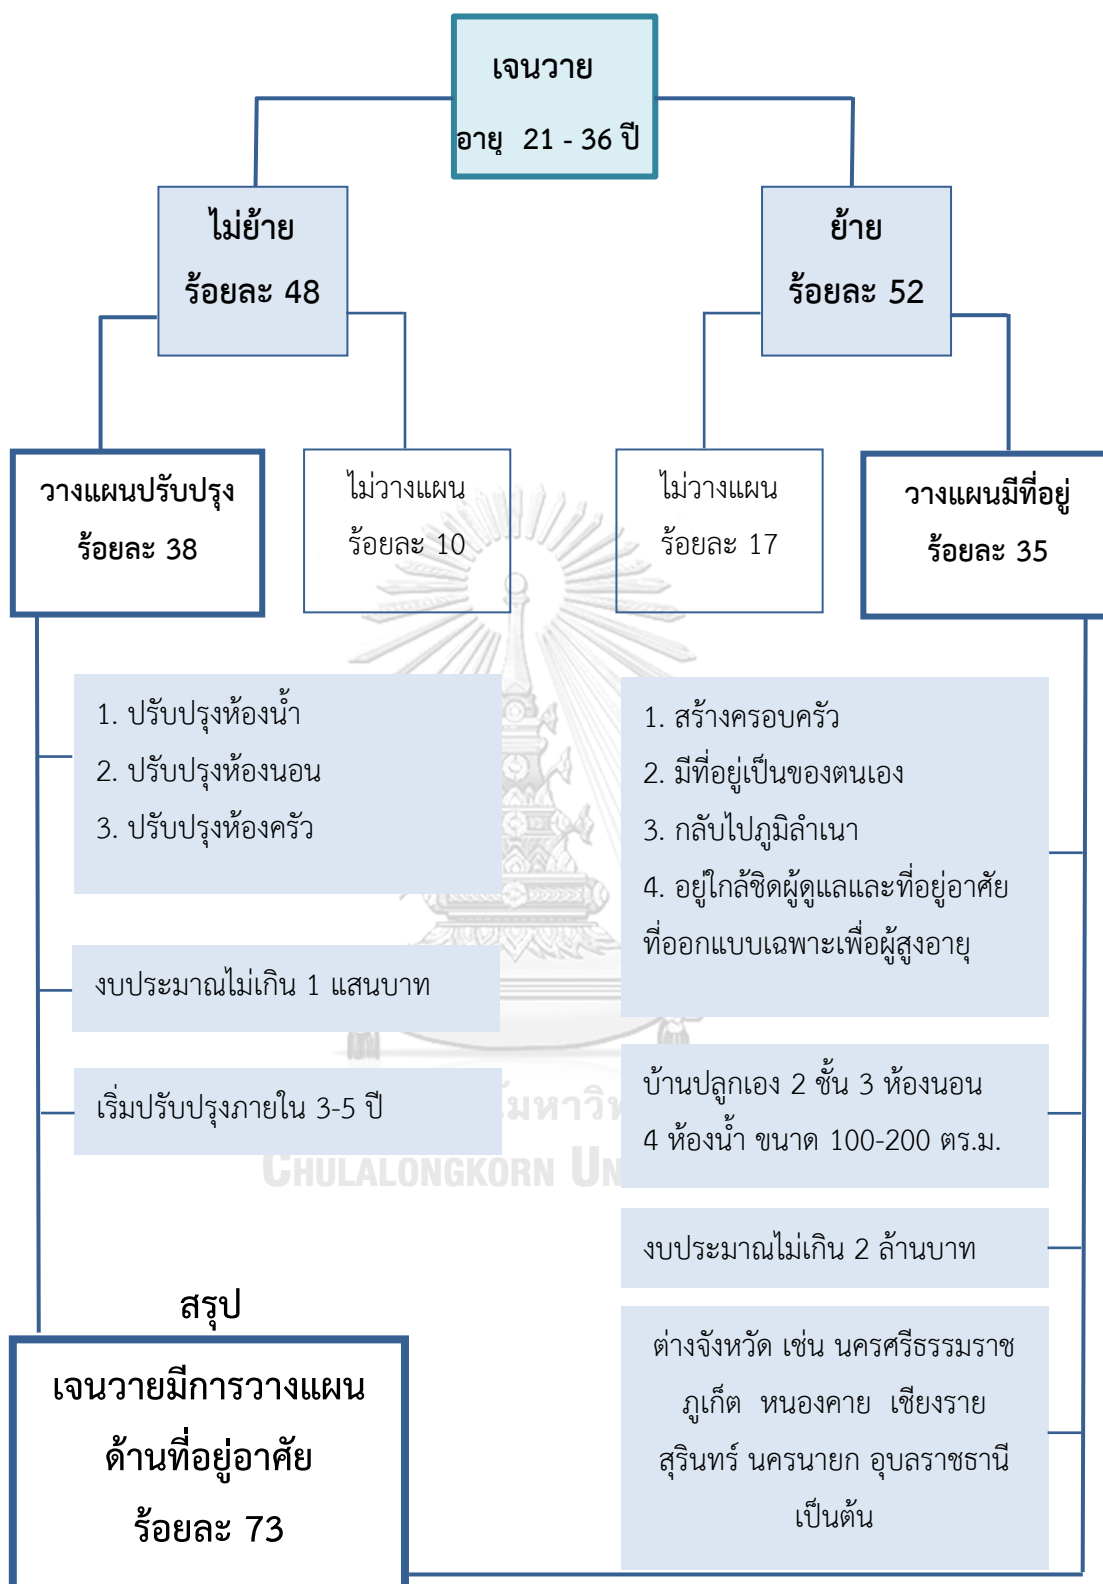 เจนวาย
อายุ 21 - 36 ปี
ไม่ย้าย
ร้อยละ 48
ย้าย
ร้อยละ 52
วางแผนปรับปรุง
ร้อยละ 38
ไม่วางแผน
ร้อยละ 10
ไม่วางแผน
ร้อยละ 17
วางแผนมีที่อยู่
ร้อยละ 35
1. ปรับปรุงห้องน้ำ
2. ปรับปรุงห้องนอน
3. ปรับปรุงห้องครัว
งบประมาณไม่เกิน 1 แสนบาท
เริ่มปรับปรุงภายใน 3-5 ปี
1. สร้างครอบครัว
2. มีที่อยู่เป็นของตนเอง
3. กลับไปภูมิลำเนา
4. อยู่ใกล้ชิดผู้ดูแลและที่อยู่อาศัย
ที่ออกแบบเฉพาะเพื่อผู้สูงอายุ
บ้านปลูกเอง 2 ชั้น 3 ห้องนอน
4 ห้องน้ำ ขนาด 100-200 ตร.ม.
งบประมาณไม่เกิน 2 ล้านบาท
ต่างจังหวัด เช่น นครศรีธรรมราช
ภูเก็ต หนองคาย เชียงราย
สุรินทร์ นครนายก อุบลราชธานี
เป็นต้น
CHULALONGKORN UN
สรุป
เจนวายมีการวางแผน
ด้านที่อยู่อาศัย
ร้อยละ 73